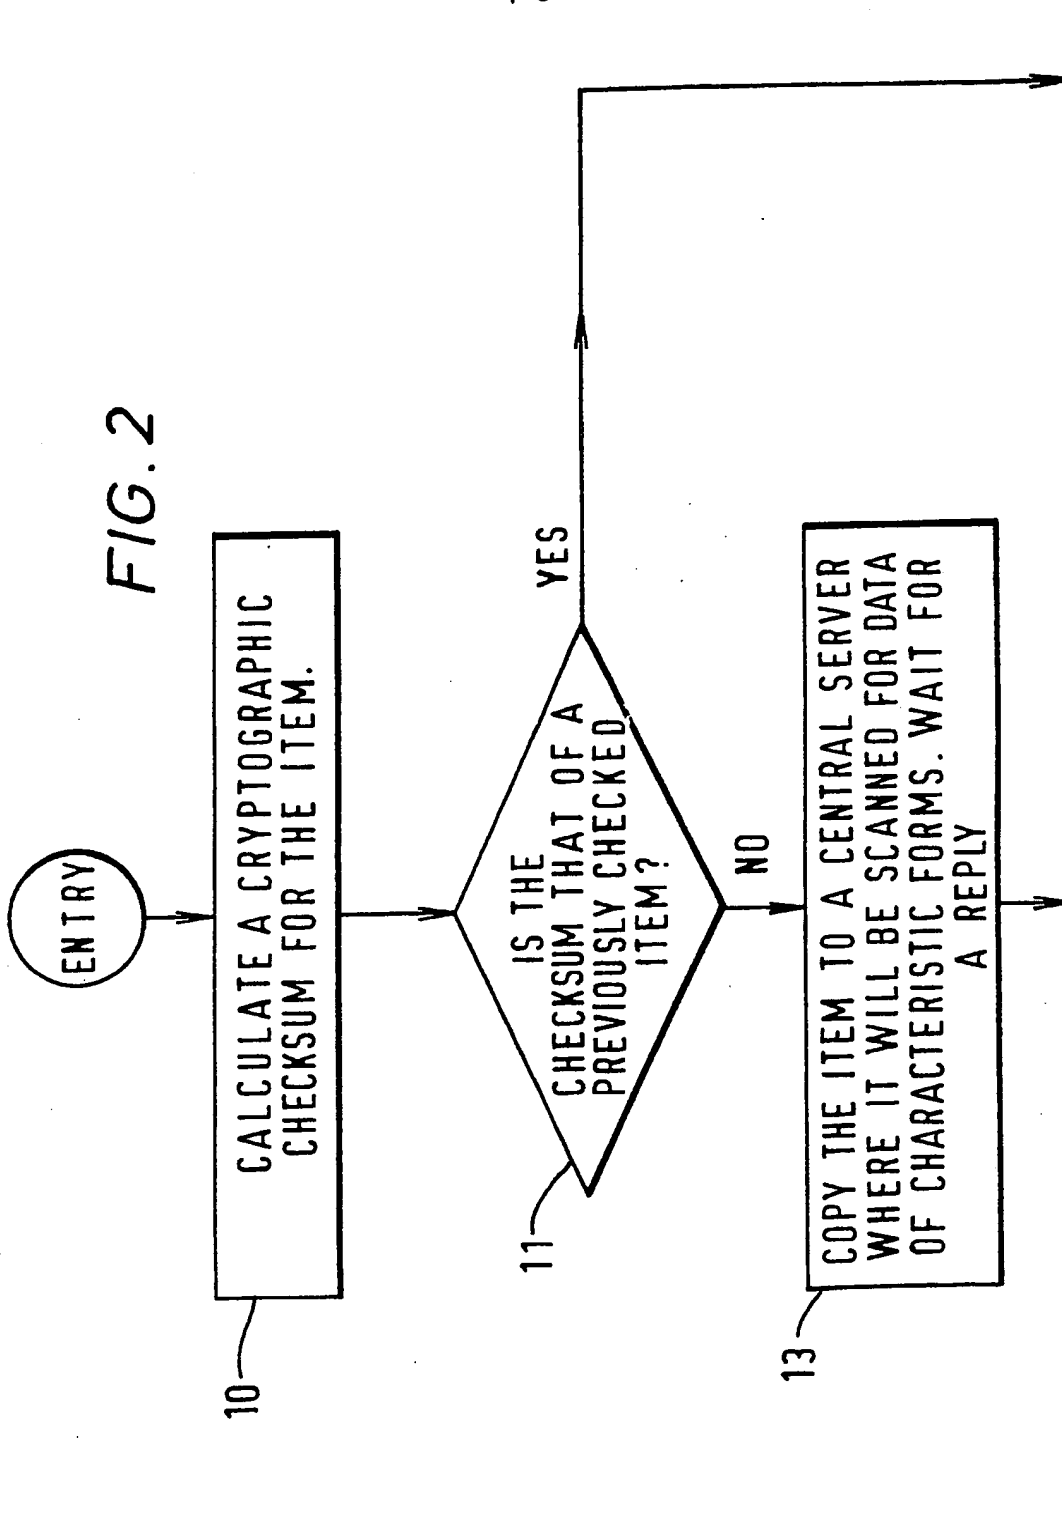 FIG. 2
ENTRY
10
CALCULATE A CRYPTOGRAPHIC
CHECKSUM FOR THE ITEM.
11
IS THE
CHECKSUM THAT OF A
PREVIOUSLY CHECKED
ITEM?
YES
NO
13
COPY THE ITEM TO A CENTRAL SERVER
WHERE IT WILL BE SCANNED FOR DATA
OF CHARACTERISTIC FORMS. WAIT FOR
A REPLY